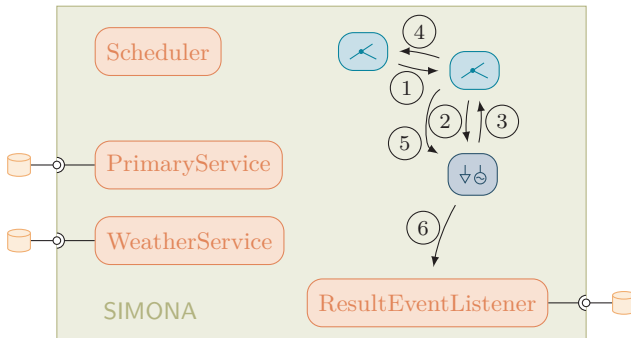 Scheduler
4
1
2
3
5
PrimaryService
6
WeatherService
SIMONA
ResultEventListener